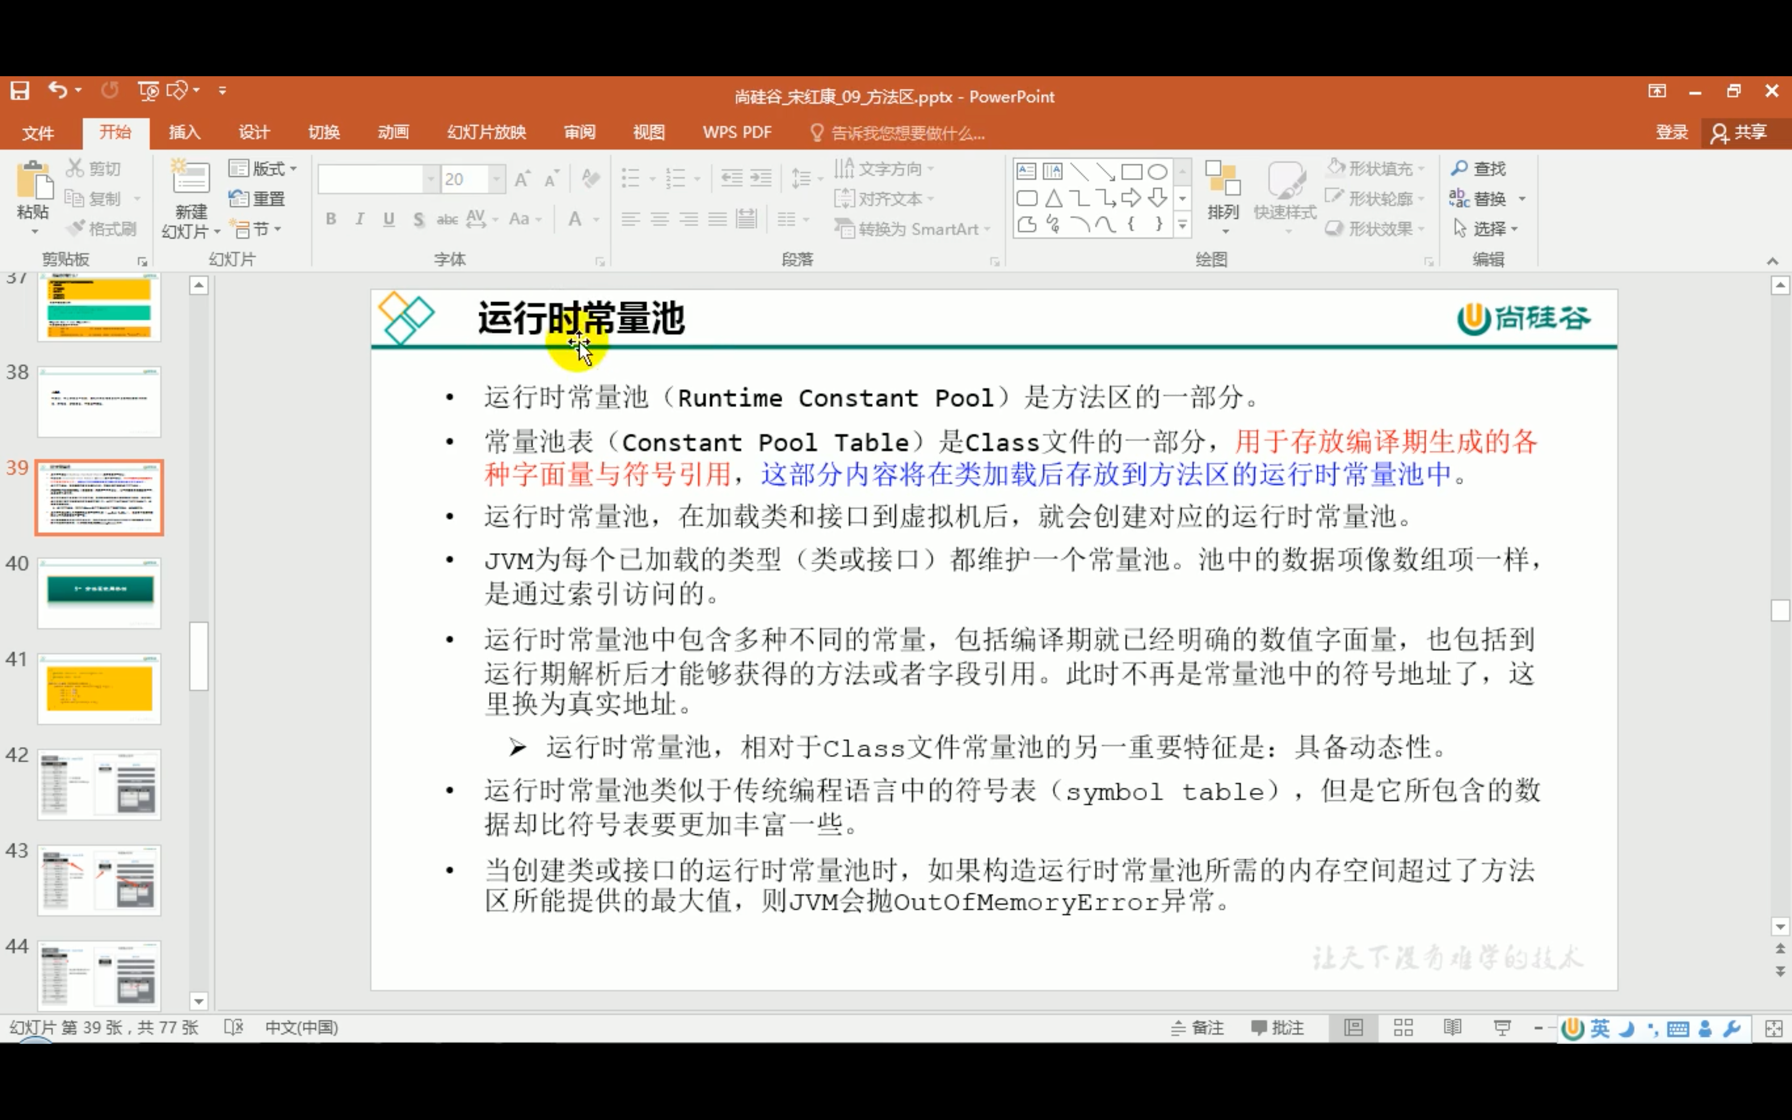 尚硅谷_宋红康_09_方法区.pptx - PowerPoint
文件 开始 插入 设计 切换 动画 幻灯片放映 审阅 视图 WPS PDF 告诉我您想要做什么... 登录 共享
剪切 版式 20 文字方向 形状填充 查找
粘贴 复制 新建 重置 对齐文本 排列 快速样式 形状轮廓 替换
格式刷 幻灯片 节 B I U S abc AV Aa A 转换为 SmartArt 形状效果 选择
剪贴板 幻灯片 字体 段落 绘图 编辑
37
38
39
40
41
42
43
44
运行时常量池
尚硅谷
• 运行时常量池（Runtime Constant Pool）是方法区的一部分。
• 常量池表（Constant Pool Table）是Class文件的一部分，用于存放编译期生成的各
种字面量与符号引用，这部分内容将在类加载后存放到方法区的运行时常量池中。
• 运行时常量池，在加载类和接口到虚拟机后，就会创建对应的运行时常量池。
• JVM为每个已加载的类型（类或接口）都维护一个常量池。池中的数据项像数组项一样，
是通过索引访问的。
• 运行时常量池中包含多种不同的常量，包括编译期就已经明确的数值字面量，也包括到
运行期解析后才能够获得的方法或者字段引用。此时不再是常量池中的符号地址了，这
里换为真实地址。
➢ 运行时常量池，相对于Class文件常量池的另一重要特征是：具备动态性。
• 运行时常量池类似于传统编程语言中的符号表（symbol table），但是它所包含的数
据却比符号表要更加丰富一些。
• 当创建类或接口的运行时常量池时，如果构造运行时常量池所需的内存空间超过了方法
区所能提供的最大值，则JVM会抛OutOfMemoryError异常。
让天下没有难学的技术
幻灯片 第 39 张，共 77 张 中文(中国) 备注 批注 英